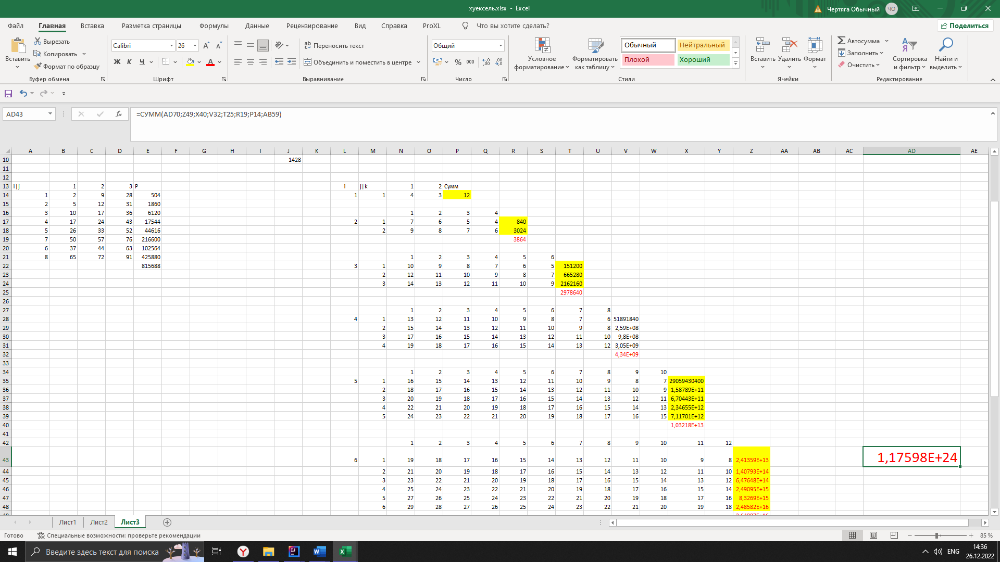 хуексель.xlsx - Excel
Чертяга Обычный ЧО
Файл Главная Вставка Разметка страницы Формулы Данные Рецензирование Вид Справка ProXL Что вы хотите сделать? Поделиться
Вставить
Вырезать
Копировать
Формат по образцу
Буфер обмена
Calibri 26
Ж К Ч
Шрифт
Переносить текст
Объединить и поместить в центре
Выравнивание
Общий
% 000
Число
Условное форматирование
Форматировать как таблицу
Обычный Нейтральный
Плохой Хороший
Стили
Вставить Удалить Формат
Ячейки
Автосумма
Заполнить
Очистить
Сортировка и фильтр
Найти и выделить
Редактирование
AD43 fx =СУММ(AD70;Z49;X40;V32;T25;R19;P14;AB59)
A B C D E F G H I J K L M N O P Q R S T U V W X Y Z AA AB AC AD AE
10 1428
11
12
13 i|j 1 2 3 P i j|k 1 2 Сумм
14 1 2 9 28 504 1 1 4 3 12
15 2 5 12 31 1860
16 3 10 17 36 6120 1 2 3 4
17 4 17 24 43 17544 2 1 7 6 5 4 840
18 5 26 33 52 44616 2 9 8 7 6 3024
19 7 50 57 76 216600 3864
20 6 37 44 63 102564
21 8 65 72 91 425880 1 2 3 4 5 6
22 815688 3 1 10 9 8 7 6 5 151200
23 2 12 11 10 9 8 7 665280
24 3 14 13 12 11 10 9 2162160
25 2978640
26
27 1 2 3 4 5 6 7 8
28 4 1 13 12 11 10 9 8 7 6 51891840
29 2 15 14 13 12 11 10 9 8 2,59E+08
30 3 17 16 15 14 13 12 11 10 9,8E+08
31 4 19 18 17 16 15 14 13 12 3,05E+09
32 4,34E+09
33
34 1 2 3 4 5 6 7 8 9 10
35 5 1 16 15 14 13 12 11 10 9 8 7 29059430400
36 2 18 17 16 15 14 13 12 11 10 9 1,58789E+11
37 3 20 19 18 17 16 15 14 13 12 11 6,70443E+11
38 4 22 21 20 19 18 17 16 15 14 13 2,34655E+12
39 5 24 23 22 21 20 19 18 17 16 15 7,11701E+12
40 1,03218E+13
41
42 1 2 3 4 5 6 7 8 9 10 11 12
43 6 1 19 18 17 16 15 14 13 12 11 10 9 8 2,41359E+13 1,17598E+24
44 2 21 20 19 18 17 16 15 14 13 12 11 10 1,40793E+14
45 3 23 22 21 20 19 18 17 16 15 14 13 12 6,47648E+14
46 4 25 24 23 22 21 20 19 18 17 16 15 14 2,49095E+15
47 5 27 26 25 24 23 22 21 20 19 18 17 16 8,3269E+15
48 6 29 28 27 26 25 24 23 22 21 20 19 18 2,48582E+16
Лист1 Лист2 Лист3
Готово Специальные возможности: проверьте рекомендации 85 %
Введите здесь текст для поиска
ENG
14:36
26.12.2022